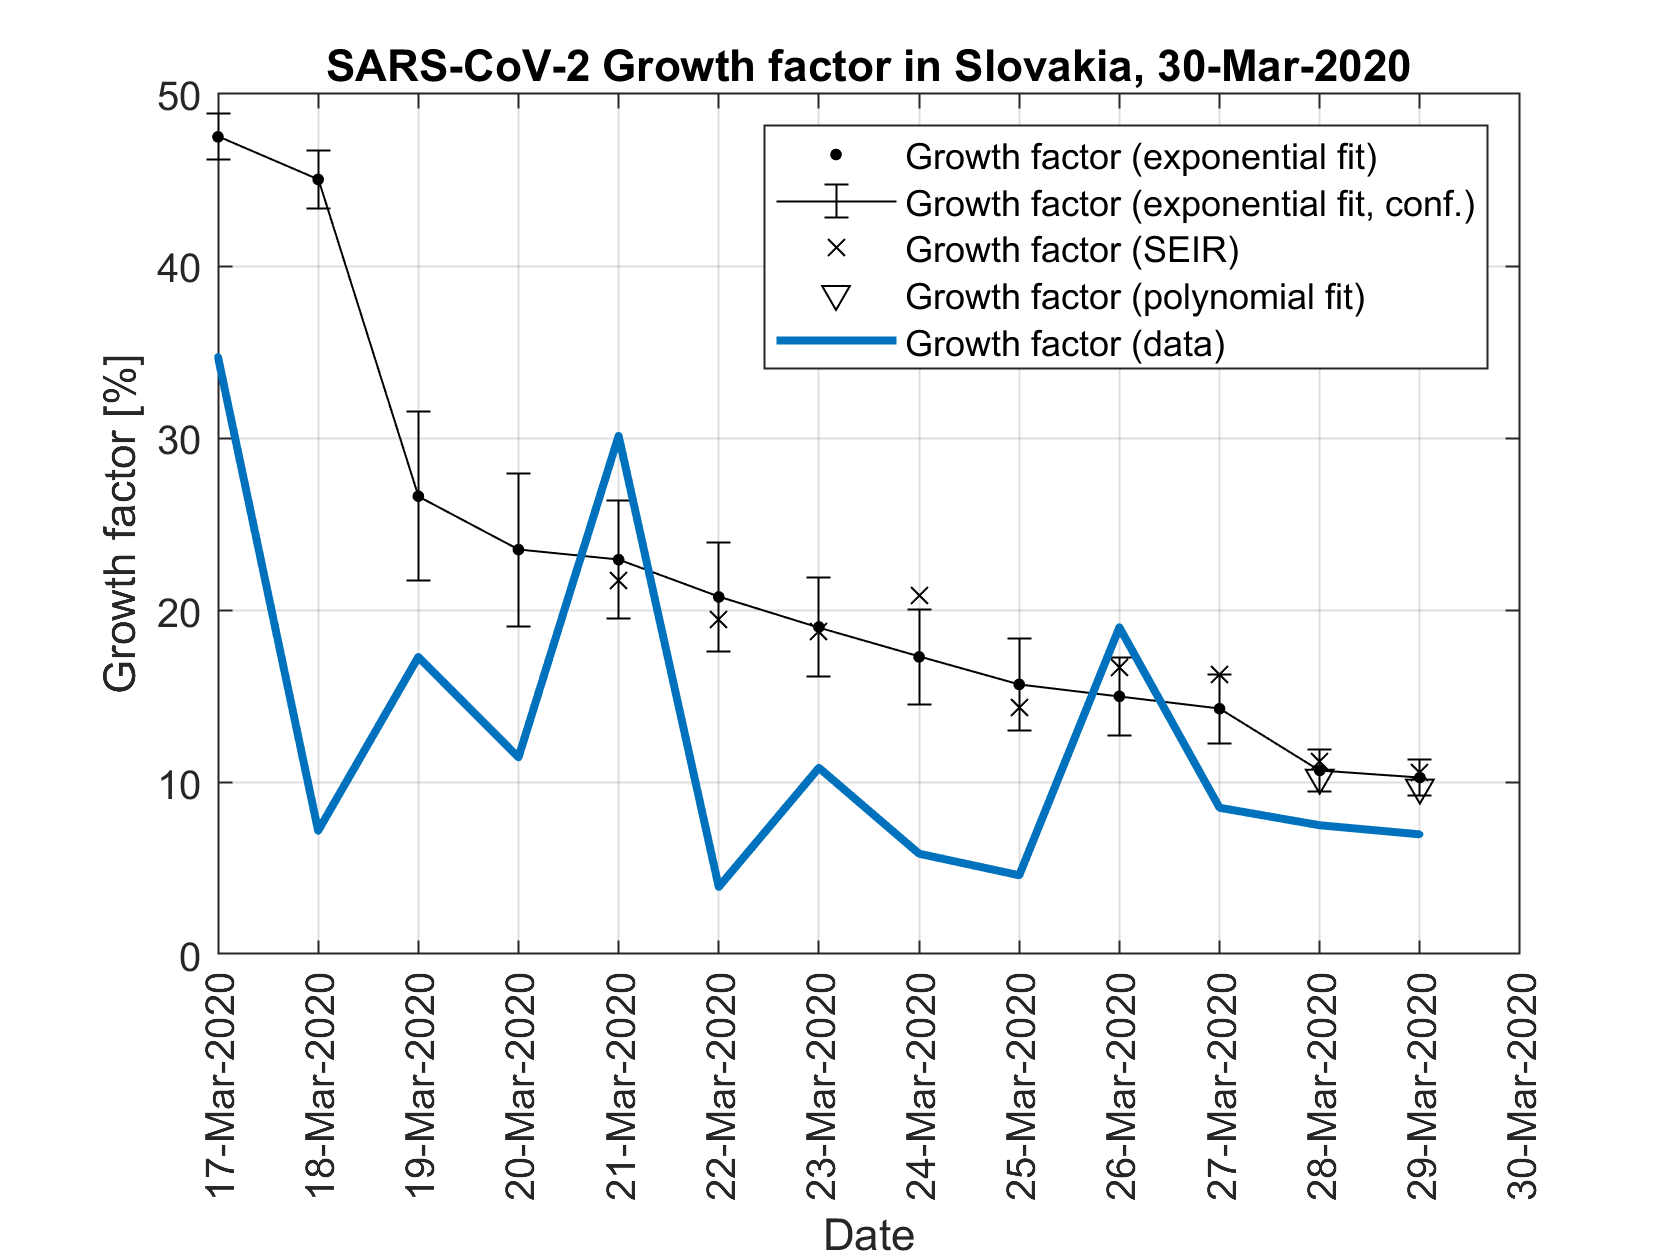 SARS-CoV-2 Growth factor in Slovakia, 30-Mar-2020
Growth factor (exponential fit)
Growth factor (exponential fit, conf.)
Growth factor (SEIR)
Growth factor (polynomial fit)
Growth factor (data)
Growth factor [%]
50
40
30
20
10
0
17-Mar-2020
18-Mar-2020
19-Mar-2020
20-Mar-2020
21-Mar-2020
22-Mar-2020
23-Mar-2020
24-Mar-2020
25-Mar-2020
26-Mar-2020
27-Mar-2020
28-Mar-2020
29-Mar-2020
30-Mar-2020
Date